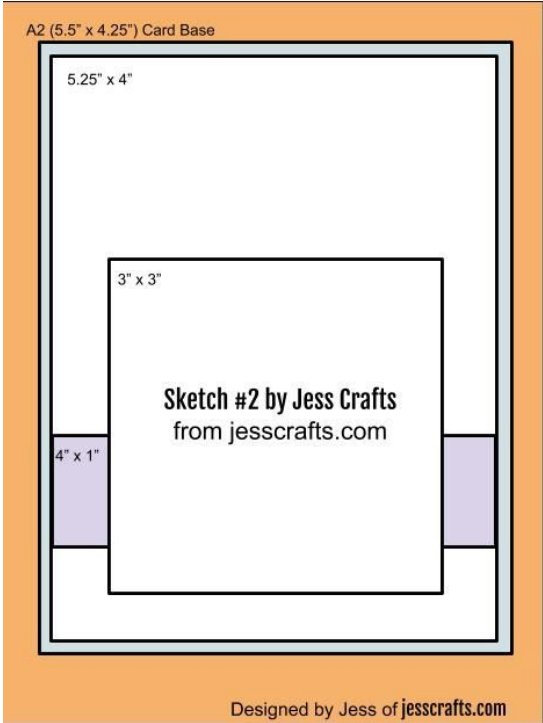 A2 (5.5” x 4.25”) Card Base
5.25” x 4”
3” x 3”
Sketch #2 by Jess Crafts
from jesscrafts.com
4” x 1”
Designed by Jess of jesscrafts.com